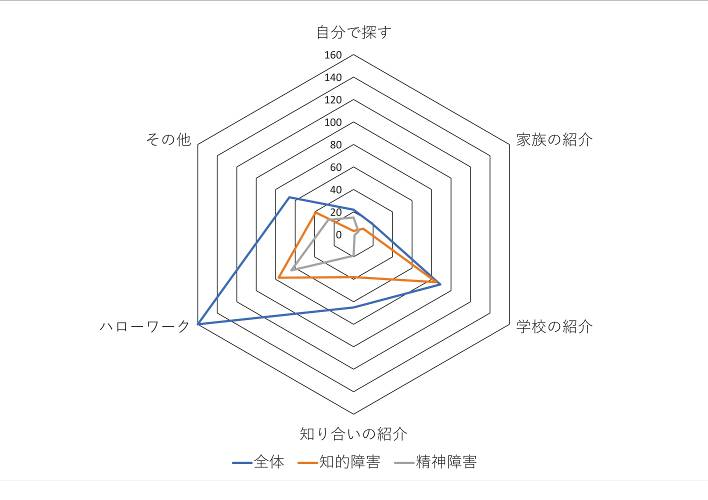 自分で探す
160
140
120
100
80
60
40
20
0
家族の紹介
その他
学校の紹介
ハローワーク
知り合いの紹介
全体 知的障害 精神障害